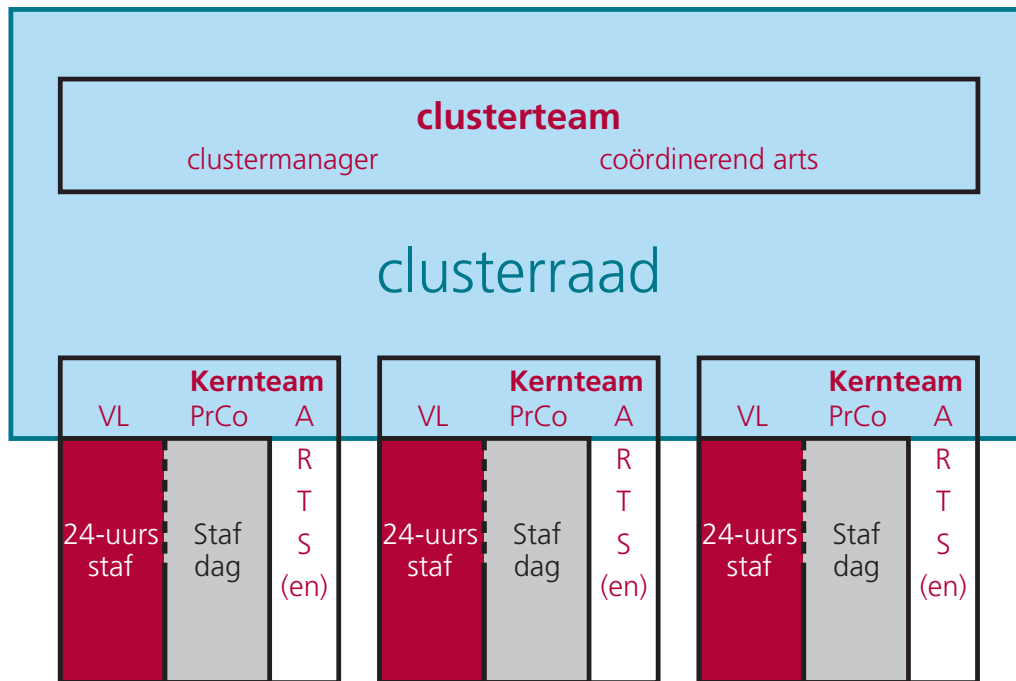 clusterteam
clustermanager coördinerend arts
clusterraad
Kernteam
VL PrCo A
R
T
S
(en)
24-uurs
staf
Staf
dag
Kernteam
VL PrCo A
R
T
S
(en)
24-uurs
staf
Staf
dag
Kernteam
VL PrCo A
R
T
S
(en)
24-uurs
staf
Staf
dag